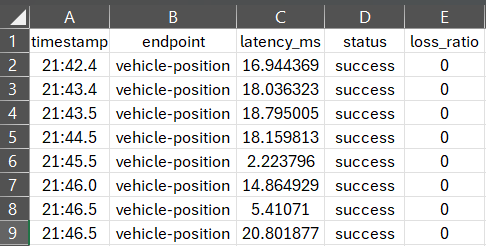 A B C D E
1 timestamp endpoint latency_ms status loss_ratio
2 21:42.4 vehicle-position 16.944369 success 0
3 21:43.4 vehicle-position 18.036323 success 0
4 21:43.5 vehicle-position 18.795005 success 0
5 21:44.5 vehicle-position 18.159813 success 0
6 21:45.5 vehicle-position 2.223796 success 0
7 21:46.0 vehicle-position 14.864929 success 0
8 21:46.5 vehicle-position 5.41071 success 0
9 21:46.5 vehicle-position 20.801877 success 0